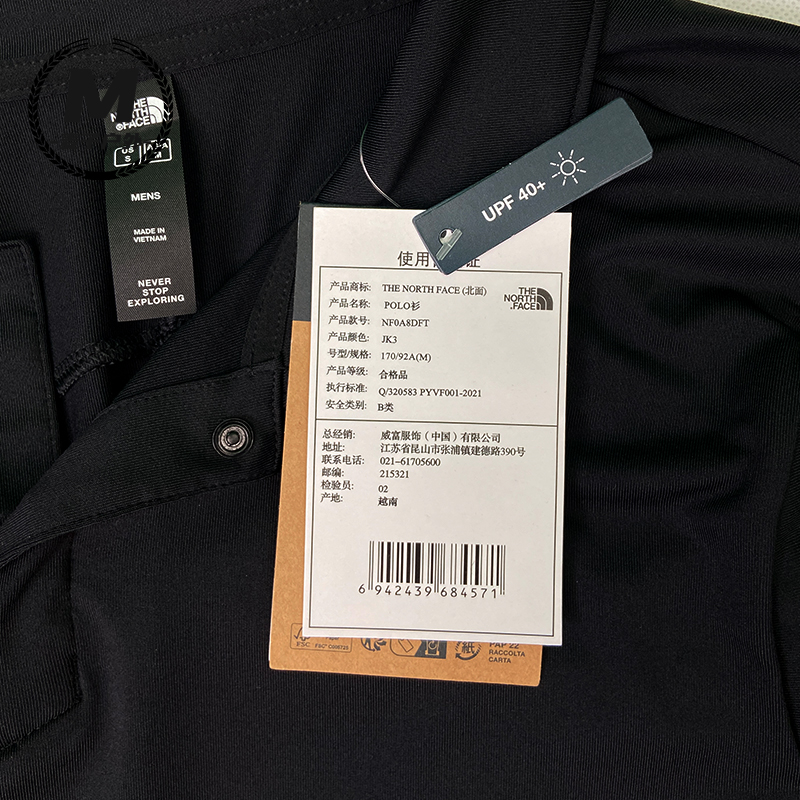 M
THE
NORTH
FACE
US
S
M
MENS
MADE IN
VIETNAM
NEVER
STOP
EXPLORING
UPF 40+
使用
证
THE
NORTH
FACE
产品商标: THE NORTH FACE (北面)
产品名称: POLO衫
产品款号: NF0A8DFT
产品颜色: JK3
号型/规格: 170/92A(M)
产品等级: 合格品
执行标准: Q/320583 PYVF001-2021
安全类别: B类
总经销: 威富服饰（中国）有限公司
地址: 江苏省昆山市张浦镇建德路390号
联系电话: 021-61705600
邮编: 215321
检验员: 02
产地: 越南
6 942439 684571
FSC
紙
PAP 22
RACCOLTA
CARTA